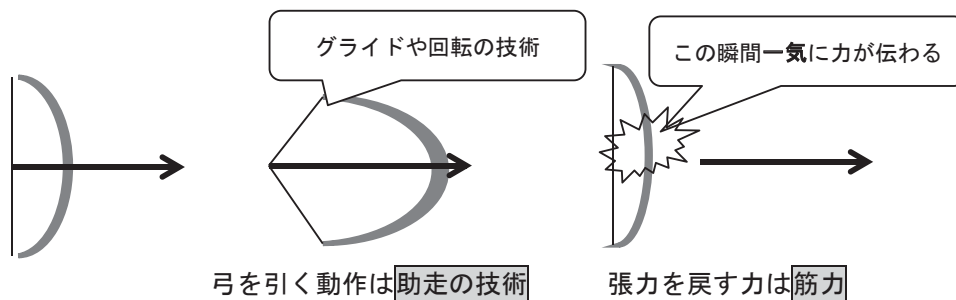 グライドや回転の技術
この瞬間一気に力が伝わる
弓を引く動作は助走の技術
張力を戻す力は筋力